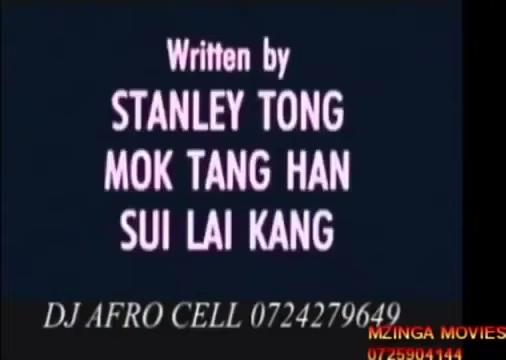 Written by
STANLEY TONG
MOK TANG HAN
SUI LAI KANG
DJ AFRO CELL 0724279649
MZINGA MOVIES
0725904144